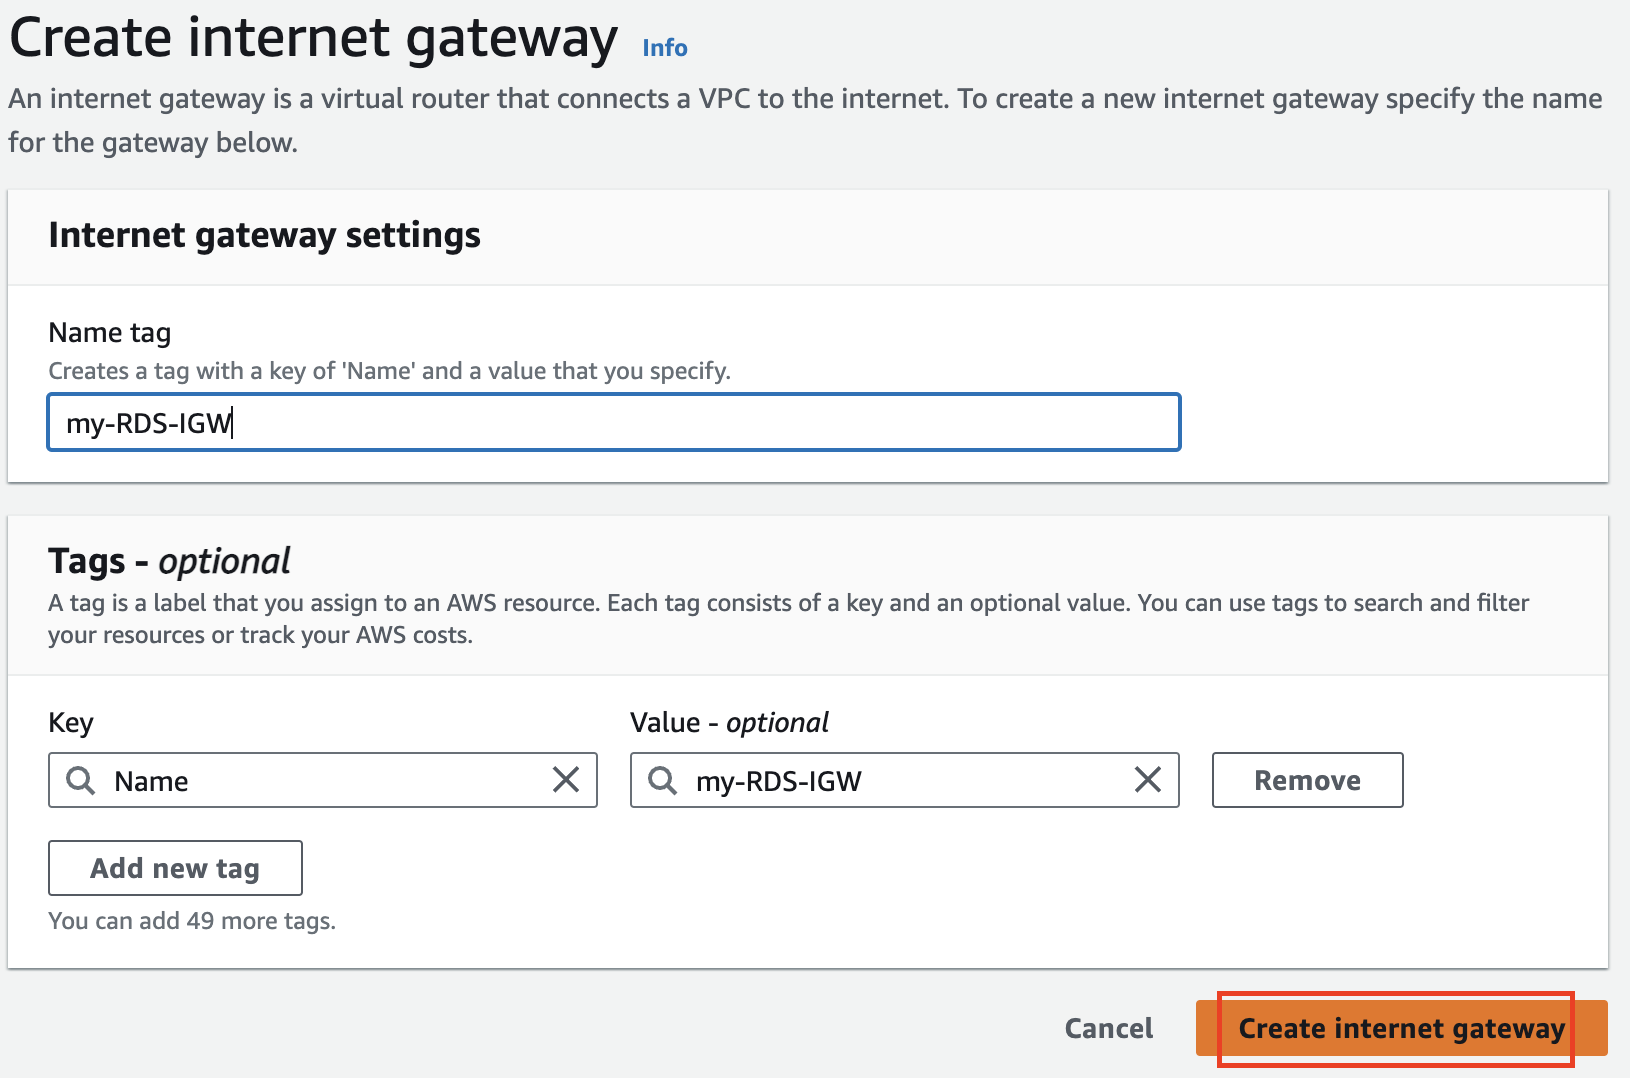 Create internet gateway Info
An internet gateway is a virtual router that connects a VPC to the internet. To create a new internet gateway specify the name
for the gateway below.
Internet gateway settings
Name tag
Creates a tag with a key of 'Name' and a value that you specify.
my-RDS-IGW
Tags - optional
A tag is a label that you assign to an AWS resource. Each tag consists of a key and an optional value. You can use tags to search and filter
your resources or track your AWS costs.
Key Value - optional
Name my-RDS-IGW Remove
Add new tag
You can add 49 more tags.
Cancel Create internet gateway